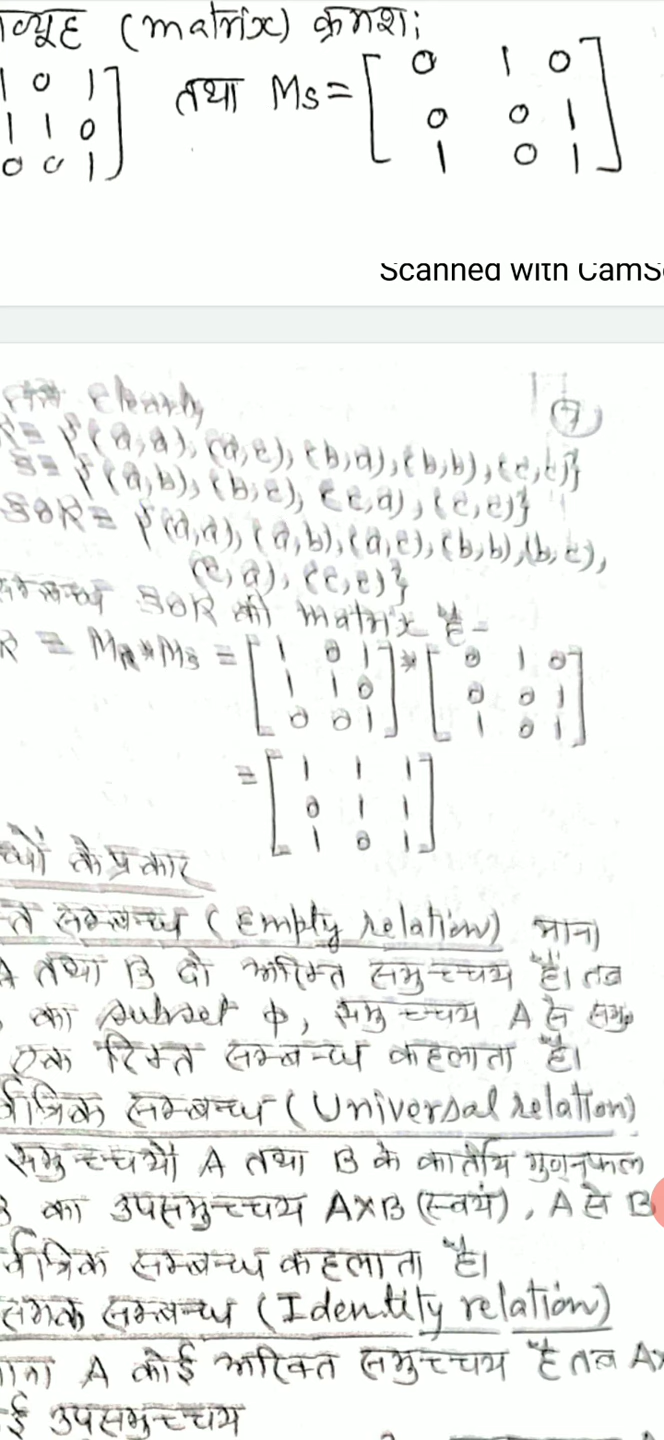 व्यूह (matrix) क्रमशः
1 0 1] तथा Ms = [0 1 0
1 1 0 0 0 1
0 0 1] 1 0 1]
Scanned with CamS
clearly
R = {(a,a), (a,c), (b,a), (b,b), (c,c)}
S = {(a,b), (b,c), (c,a), (c,c)}
SOR = {(a,a), (a,b), (a,c), (b,b), (b,c),
(c,a), (c,c)}
SOR की matrix है -
R = MR * MS = [1 0 1] * [0 1 0]
1 1 0 0 0 1
0 0 1] 1 0 1]
= [1 1 1]
0 1 1
1 0 1]
के प्रकार
त सम्बन्ध (Empty relation) माना
A तथा B दो अरिक्त समुच्चय हैं। तब
का subset ф, समुच्चय A से समु
एक रिक्त सम्बन्ध कहलाता है।
र्वत्रिक सम्बन्ध (Universal relation)
समुच्चयों A तथा B के कार्तीय गुणनफल
B का उपसमुच्चय A×B (स्वयं), A से B
र्वत्रिक सम्बन्ध कहलाता है।
समक सम्बन्ध (Identity relation)
माना A कोई अरिक्त समुच्चय है तब A×
ई उपसमुच्चय